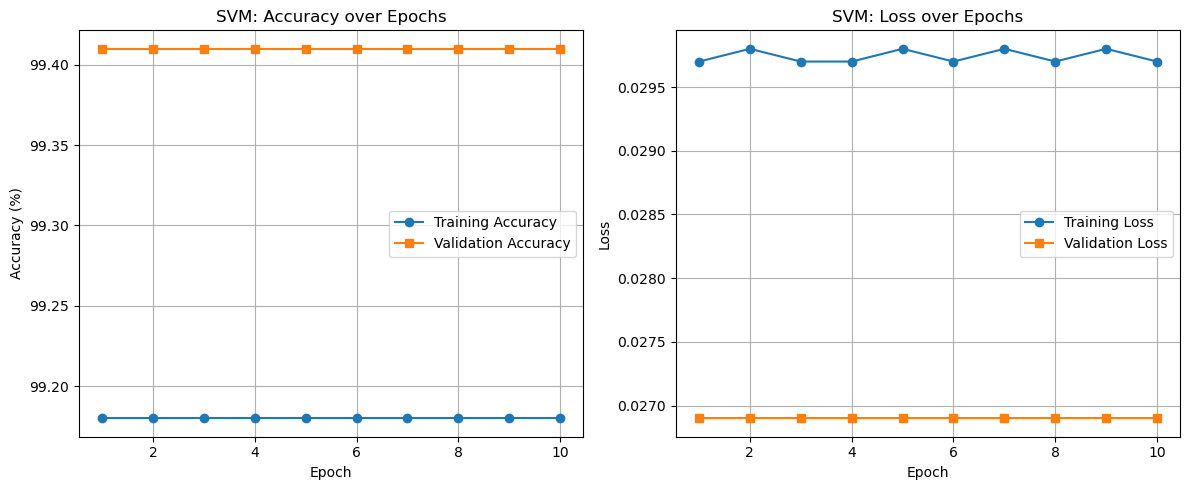 SVM: Accuracy over Epochs
99.40
99.35
99.30
99.25
99.20
Accuracy (%)
Training Accuracy
Validation Accuracy
2 4 6 8 10
Epoch
SVM: Loss over Epochs
0.0295
0.0290
0.0285
0.0280
0.0275
0.0270
Loss
Training Loss
Validation Loss
2 4 6 8 10
Epoch